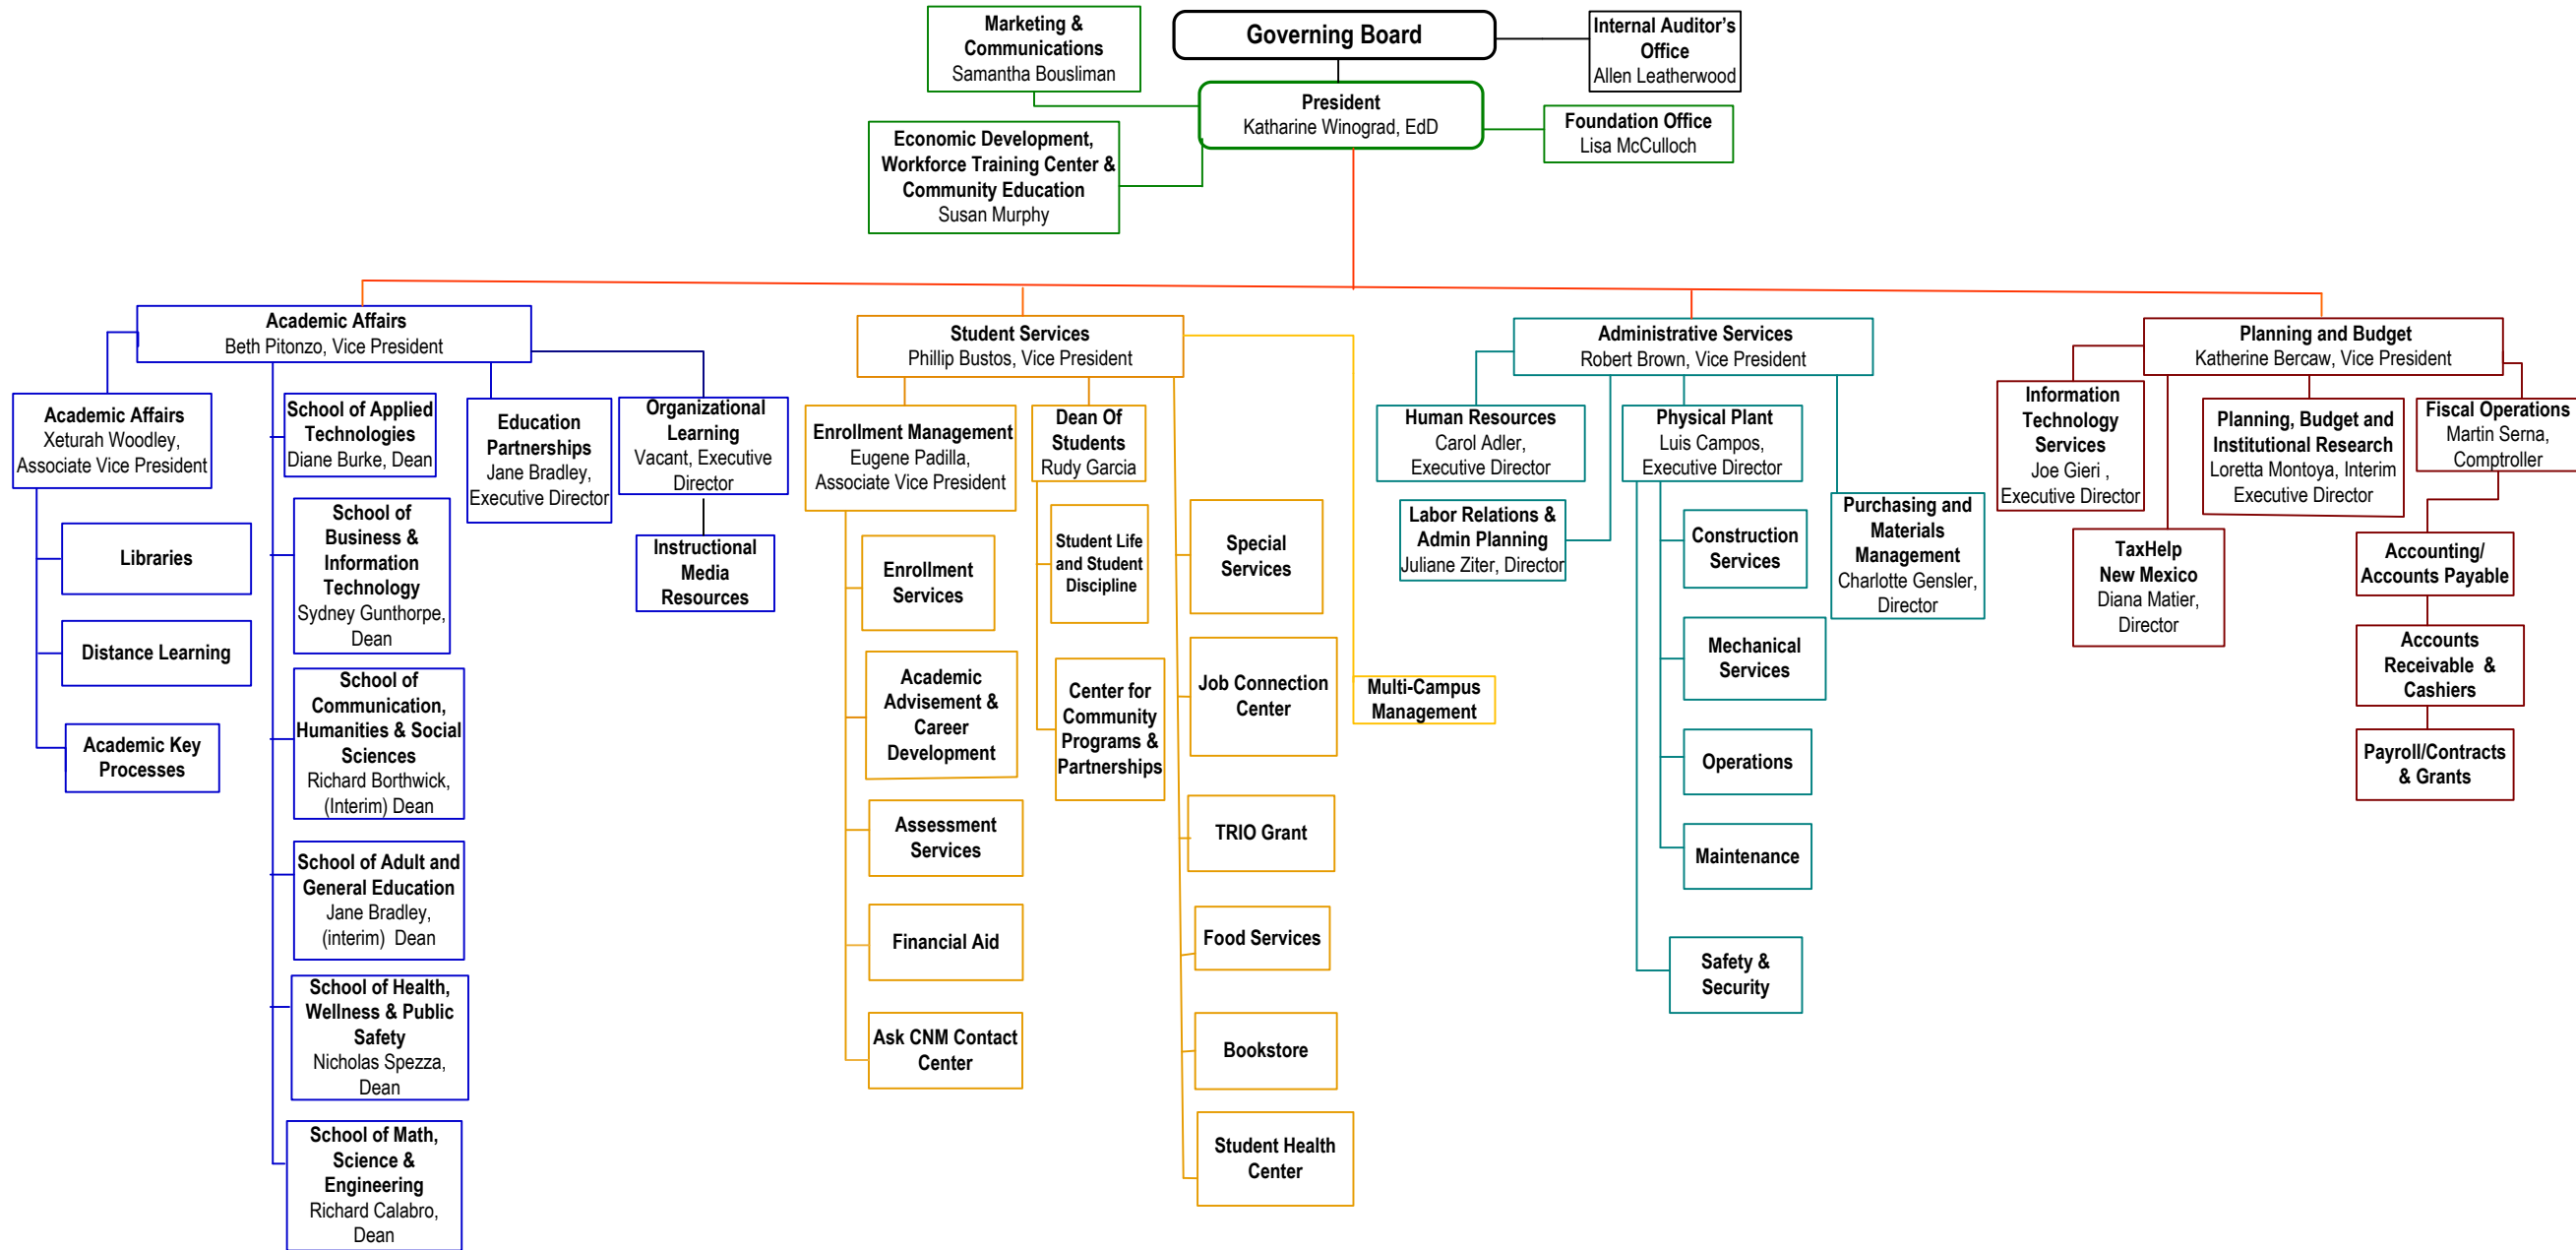 Marketing &
Communications
Samantha Bousliman
Governing Board
Internal Auditor's
Office
Allen Leatherwood
President
Katharine Winograd, EdD
Foundation Office
Lisa McCulloch
Economic Development,
Workforce Training Center &
Community Education
Susan Murphy
Academic Affairs
Beth Pitonzo, Vice President
Academic Affairs
Xeturah Woodley,
Associate Vice President
Libraries
Distance Learning
Academic Key
Processes
School of Applied
Technologies
Diane Burke, Dean
School of
Business &
Information
Technology
Sydney Gunthorpe,
Dean
School of
Communication,
Humanities & Social
Sciences
Richard Borthwick,
(Interim) Dean
School of Adult and
General Education
Jane Bradley,
(interim)  Dean
School of Health,
Wellness & Public
Safety
Nicholas Spezza,
Dean
School of Math,
Science &
Engineering
Richard Calabro,
Dean
Education
Partnerships
Jane Bradley,
Executive Director
Organizational
Learning
Vacant, Executive
Director
Instructional
Media
Resources
Student Services
Phillip Bustos, Vice President
Enrollment Management
Eugene Padilla,
Associate Vice President
Enrollment
Services
Academic
Advisement &
Career
Development
Assessment
Services
Financial Aid
Ask CNM Contact
Center
Dean Of
Students
Rudy Garcia
Student Life
and Student
Discipline
Center for
Community
Programs &
Partnerships
Special
Services
Job Connection
Center
TRIO Grant
Food Services
Bookstore
Student Health
Center
Multi-Campus
Management
Administrative Services
Robert Brown, Vice President
Human Resources
Carol Adler,
Executive Director
Labor Relations &
Admin Planning
Juliane Ziter, Director
Physical Plant
Luis Campos,
Executive Director
Construction
Services
Mechanical
Services
Operations
Maintenance
Safety &
Security
Purchasing and
Materials
Management
Charlotte Gensler,
Director
Planning and Budget
Katherine Bercaw, Vice President
Information
Technology
Services
Joe Gieri ,
Executive Director
TaxHelp
New Mexico
Diana Matier,
Director
Planning, Budget and
Institutional Research
Loretta Montoya, Interim
Executive Director
Fiscal Operations
Martin Serna,
Comptroller
Accounting/
Accounts Payable
Accounts
Receivable  &
Cashiers
Payroll/Contracts
& Grants